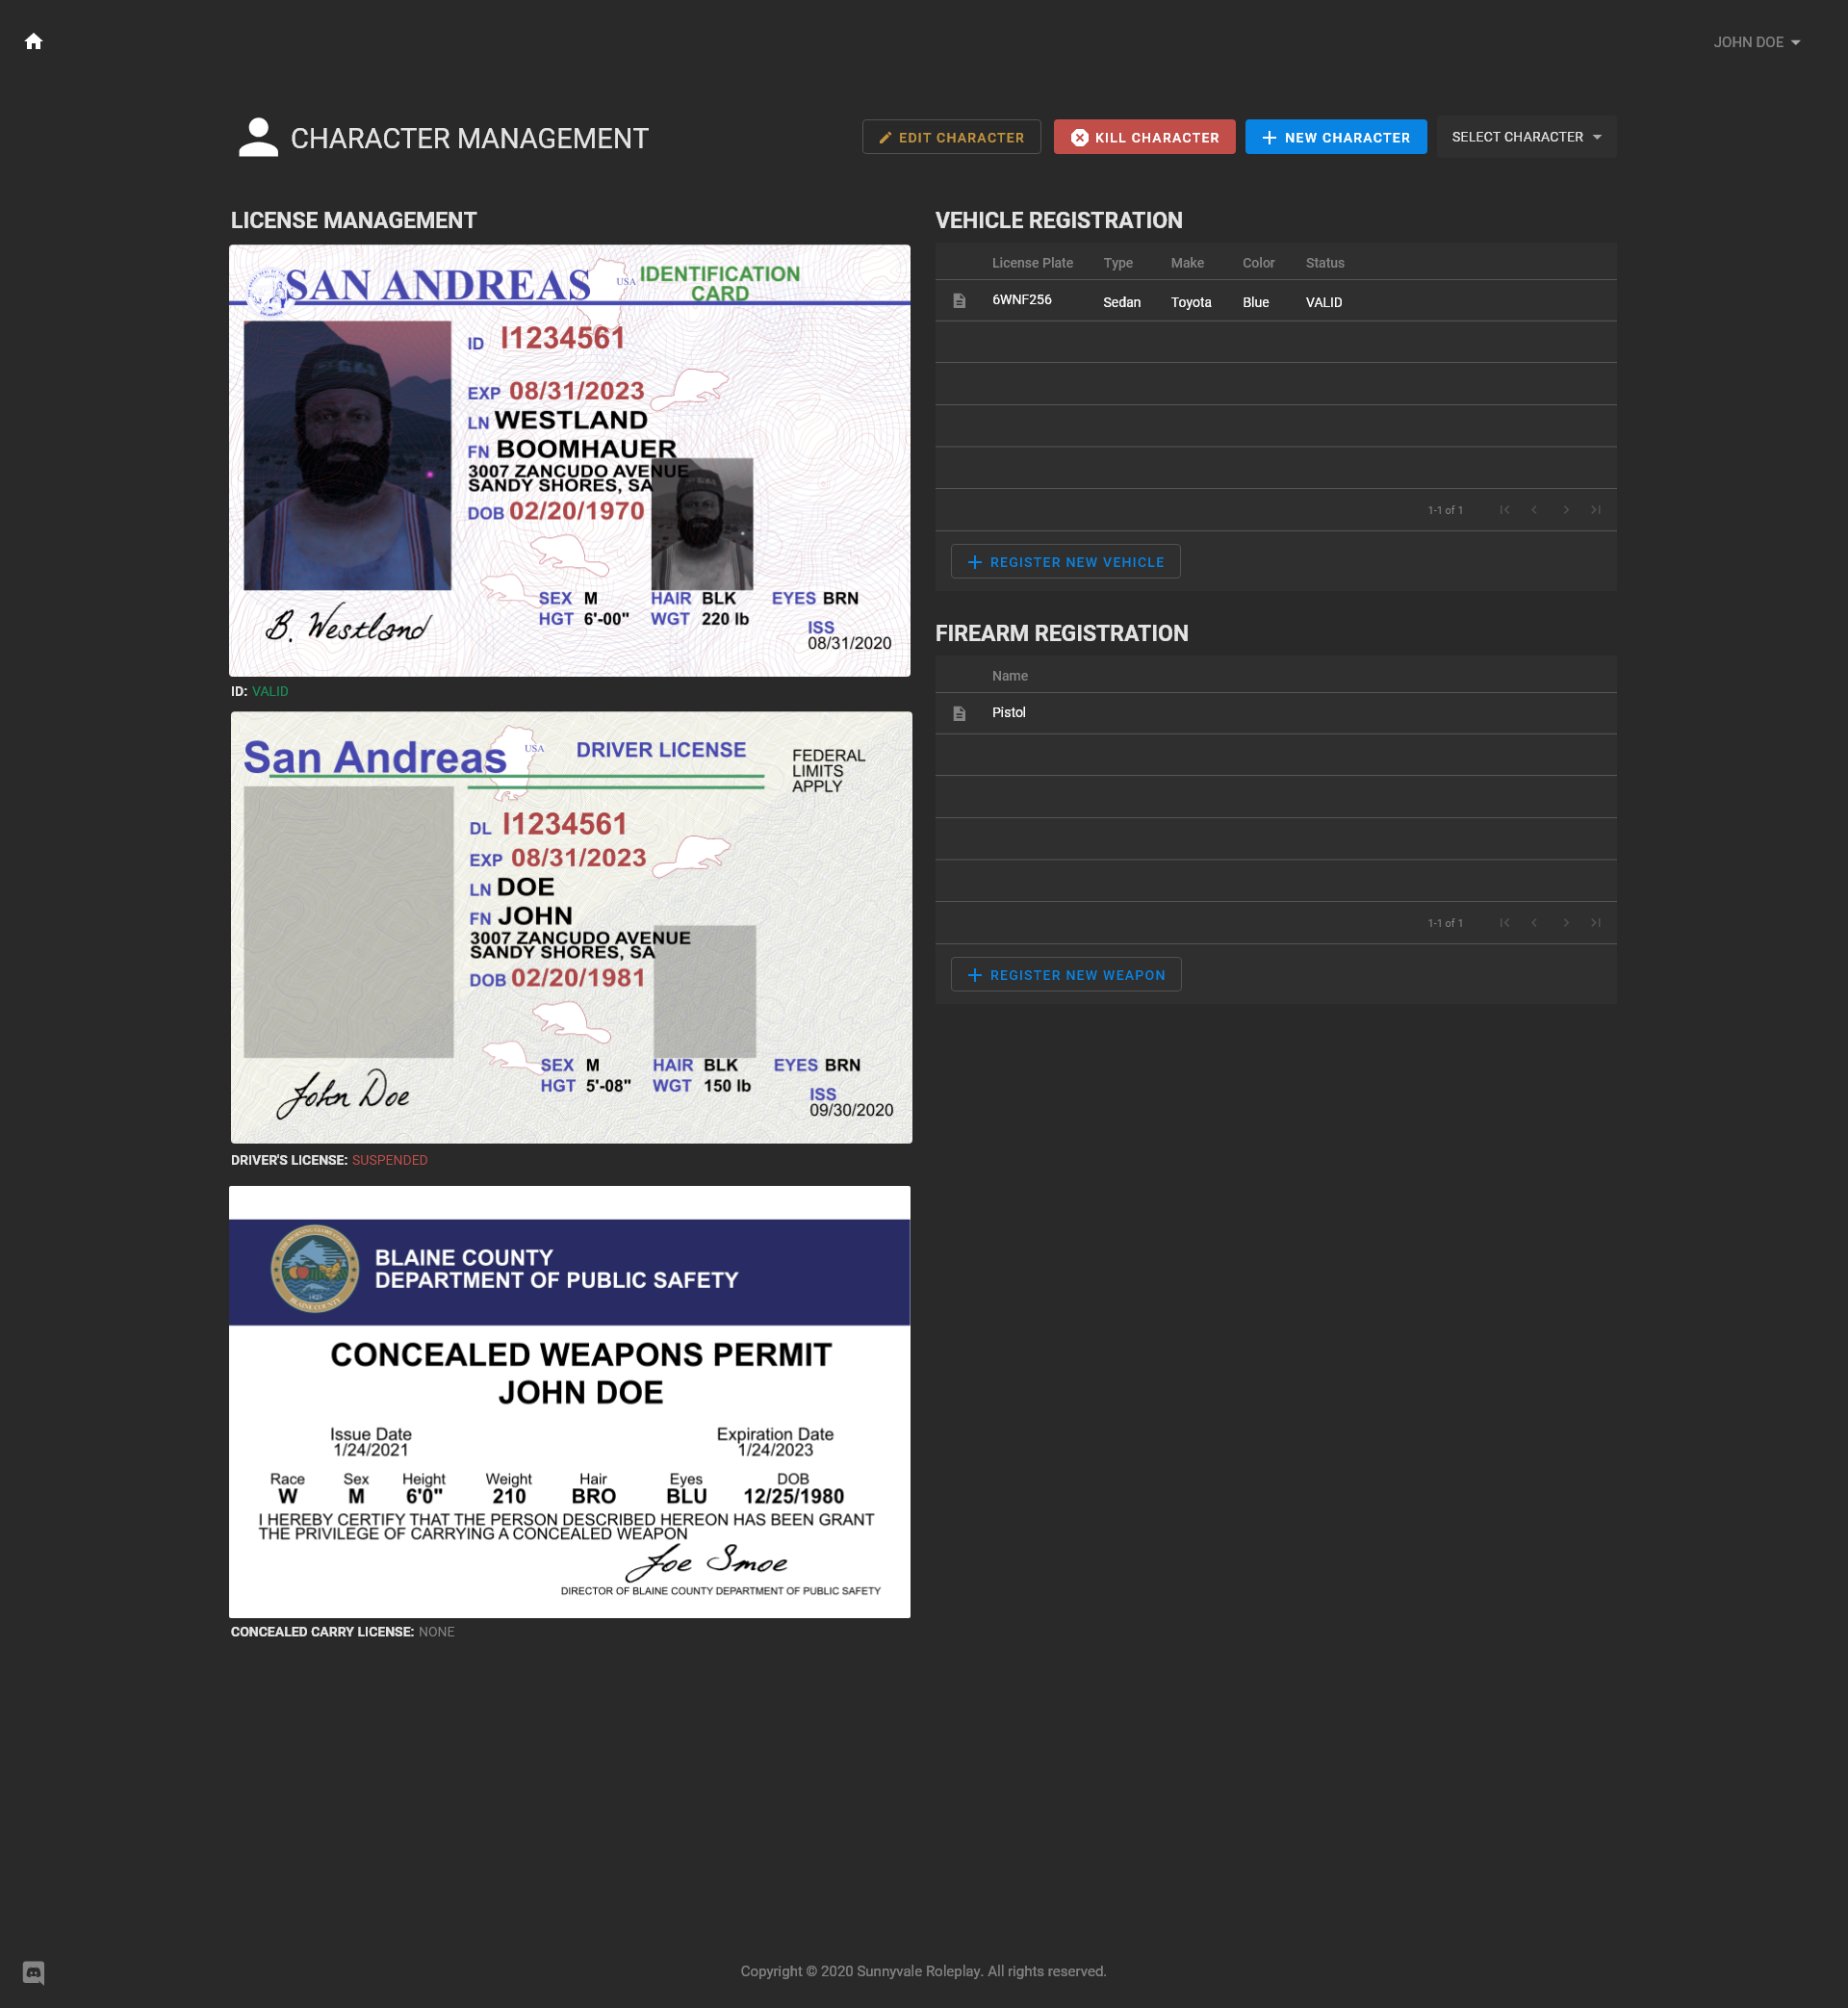 JOHN DOE
CHARACTER MANAGEMENT
EDIT CHARACTER
KILL CHARACTER
NEW CHARACTER
SELECT CHARACTER
LICENSE MANAGEMENT
SAN ANDREAS
USA
IDENTIFICATION
CARD
ID I1234561
EXP 08/31/2023
LN WESTLAND
FN BOOMHAUER
3007 ZANCUDO AVENUE
SANDY SHORES, SA
DOB 02/20/1970
SEX M HAIR BLK EYES BRN
HGT 6'-00" WGT 220 lb
ISS
08/31/2020
B. Westland
ID: VALID
San Andreas
USA
DRIVER LICENSE
FEDERAL
LIMITS
APPLY
DL I1234561
EXP 08/31/2023
LN DOE
FN JOHN
3007 ZANCUDO AVENUE
SANDY SHORES, SA
DOB 02/20/1981
SEX M HAIR BLK EYES BRN
HGT 5'-08" WGT 150 lb
ISS
09/30/2020
John Doe
DRIVER'S LICENSE: SUSPENDED
BLAINE COUNTY
DEPARTMENT OF PUBLIC SAFETY
CONCEALED WEAPONS PERMIT
JOHN DOE
Issue Date Expiration Date
1/24/2021 1/24/2023
Race Sex Height Weight Hair Eyes DOB
W M 6'0" 210 BRO BLU 12/25/1980
I HEREBY CERTIFY THAT THE PERSON DESCRIBED HEREON HAS BEEN GRANT
THE PRIVILEGE OF CARRYING A CONCEALED WEAPON
Joe Smoe
DIRECTOR OF BLAINE COUNTY DEPARTMENT OF PUBLIC SAFETY
CONCEALED CARRY LICENSE: NONE
VEHICLE REGISTRATION
License Plate Type Make Color Status
6WNF256 Sedan Toyota Blue VALID
1-1 of 1
REGISTER NEW VEHICLE
FIREARM REGISTRATION
Name
Pistol
1-1 of 1
REGISTER NEW WEAPON
Copyright © 2020 Sunnyvale Roleplay. All rights reserved.